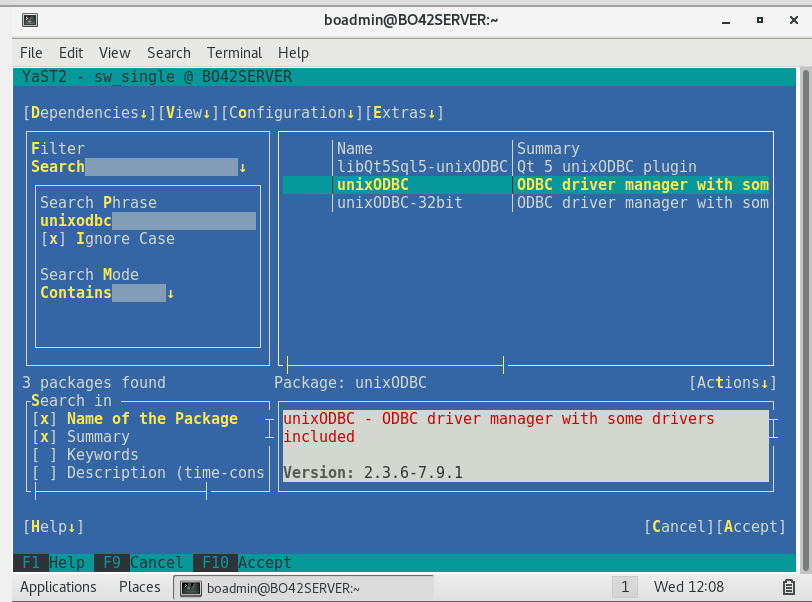 boadmin@BO42SERVER:~
File Edit View Search Terminal Help
YaST2 - sw_single @ BO42SERVER
[Dependencies↓][View↓][Configuration↓][Extras↓]
Filter
Search ↓
Search Phrase
unixodbc
[x] Ignore Case
Search Mode
Contains ↓
Name Summary
libQt5Sql5-unixODBC Qt 5 unixODBC plugin
unixODBC ODBC driver manager with som
unixODBC-32bit ODBC driver manager with som
3 packages found Package: unixODBC [Actions↓]
Search in
[x] Name of the Package
[x] Summary
[ ] Keywords
[ ] Description (time-cons
unixODBC - ODBC driver manager with some drivers
included
Version: 2.3.6-7.9.1
[Help↓] [Cancel][Accept]
F1 Help F9 Cancel F10 Accept
Applications Places boadmin@BO42SERVER:~ 1 Wed 12:08